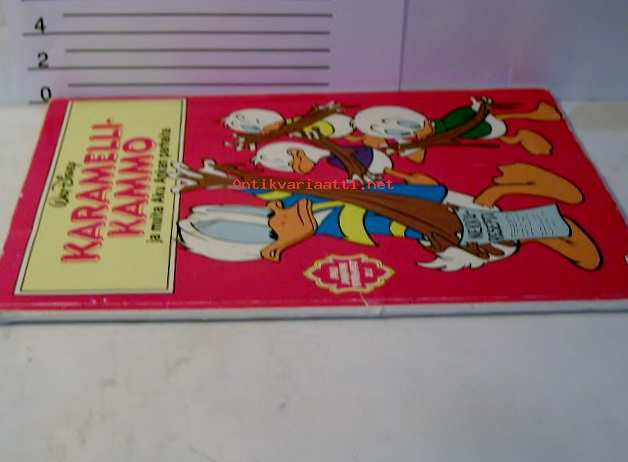 4
2
0
Walt Disney
KARAMELLI-
KAMMO
ja muita Aku Ankan parhaita
Antikvariaatti.net